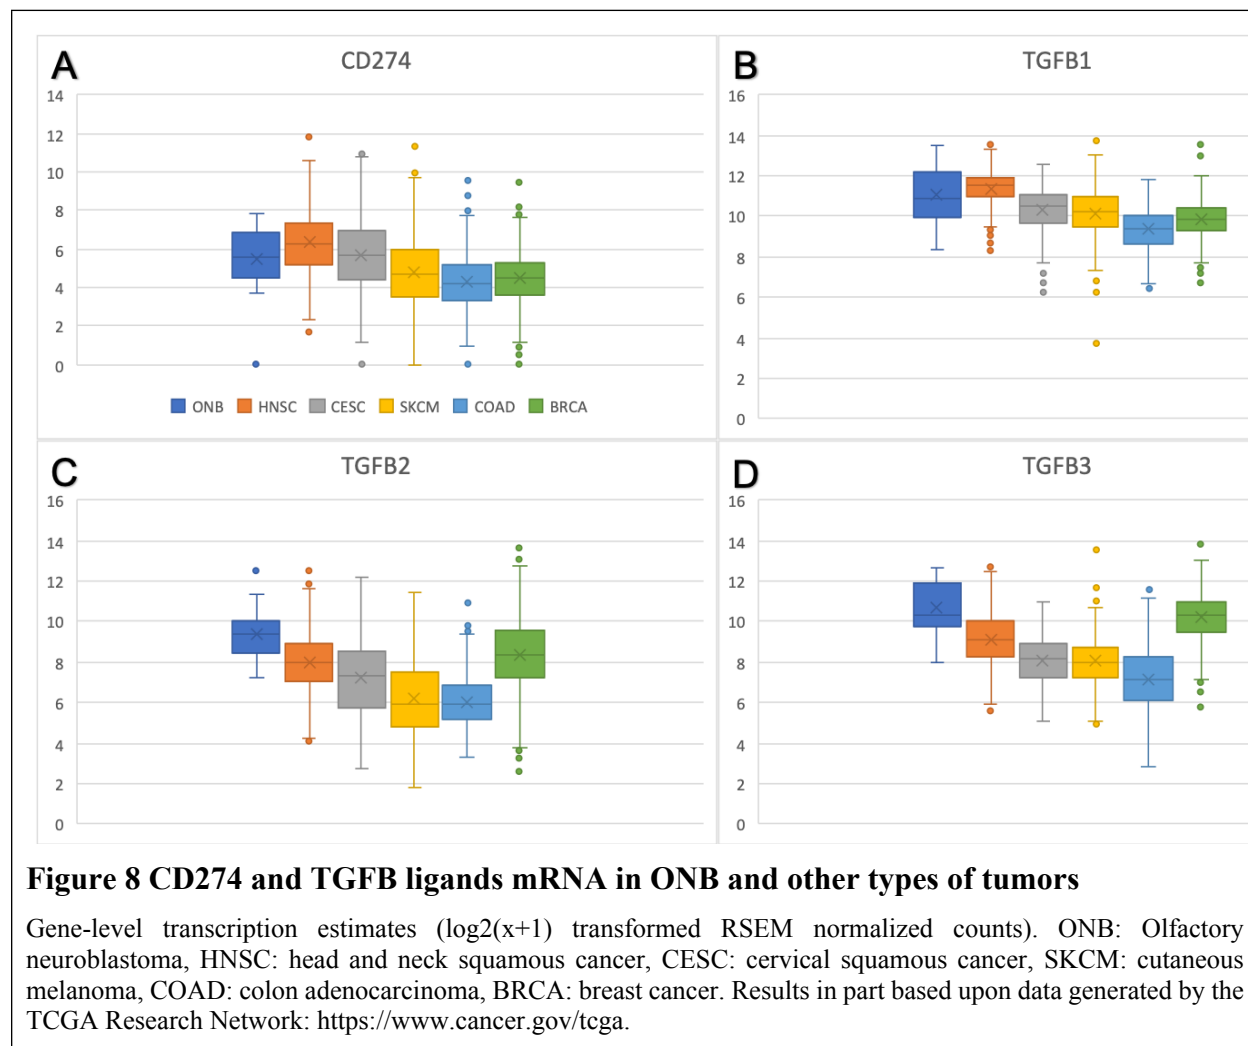 A
CD274
14
12
10
8
6
4
2
0
ONB HNSC CESC SKCM COAD BRCA
B
TGFB1
16
14
12
10
8
6
4
2
0
C
TGFB2
16
14
12
10
8
6
4
2
0
D
TGFB3
16
14
12
10
8
6
4
2
0
Figure 8 CD274 and TGFB ligands mRNA in ONB and other types of tumors
Gene-level transcription estimates (log2(x+1) transformed RSEM normalized counts). ONB: Olfactory
neuroblastoma, HNSC: head and neck squamous cancer, CESC: cervical squamous cancer, SKCM: cutaneous
melanoma, COAD: colon adenocarcinoma, BRCA: breast cancer. Results in part based upon data generated by the
TCGA Research Network: https://www.cancer.gov/tcga.